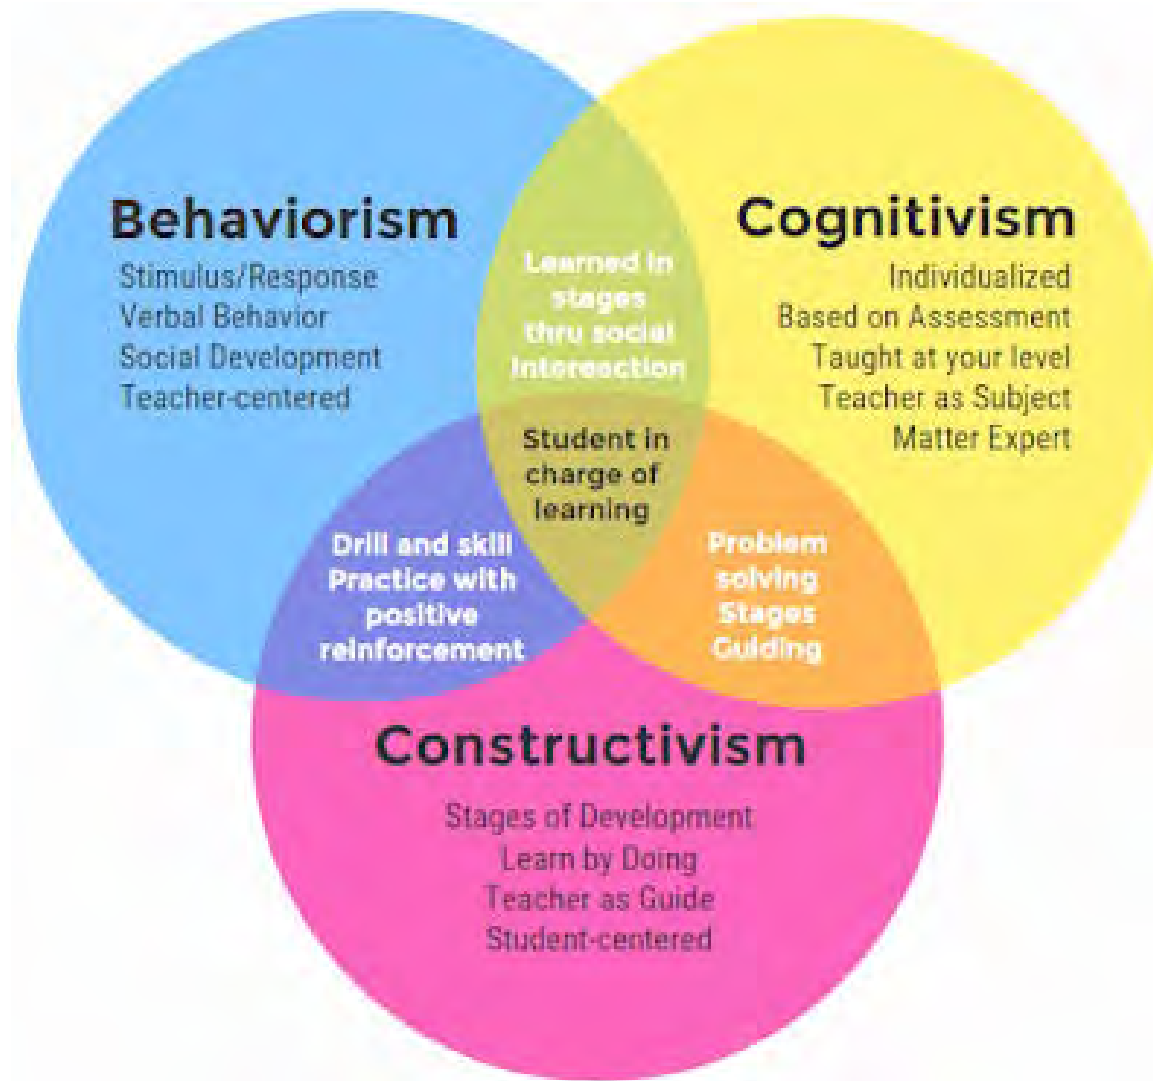 Behaviorism
Stimulus/Response
Verbal Behavior
Social Development
Teacher-centered
Cognitivism
Individualized
Based on Assessment
Taught at your level
Teacher as Subject
Matter Expert
Learned in
stages
thru social
Intereaction
Student in
charge of
learning
Drill and skill
Practice with
positive
reinforcement
Problem
solving
Stages
Guiding
Constructivism
Stages of Development
Learn by Doing
Teacher as Guide
Student-centered